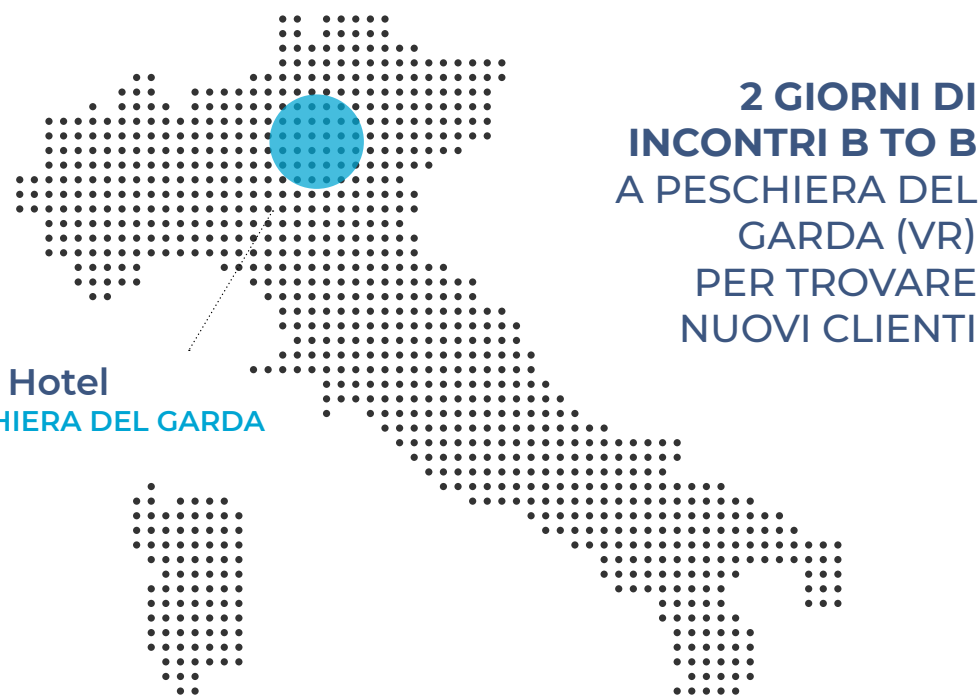 2 GIORNI DI
INCONTRI B TO B
A PESCHIERA DEL
GARDA (VR)
PER TROVARE
NUOVI CLIENTI
Hotel
HIERA DEL GARDA